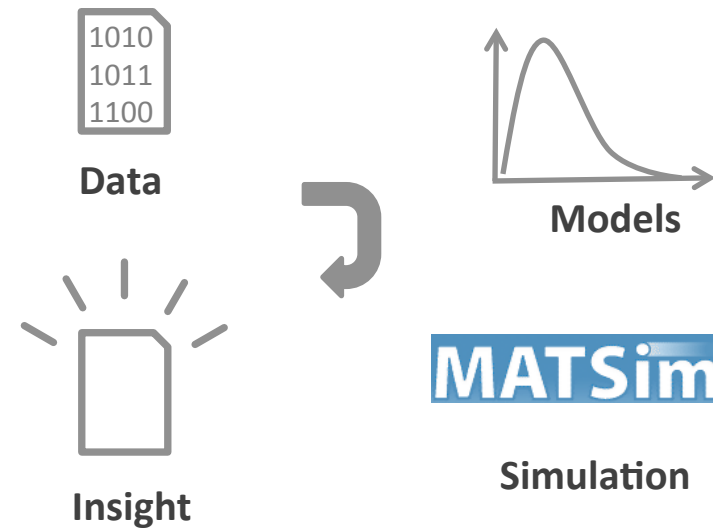 1010
1011
1100
Data
Models
MATSim
Simulation
Insight